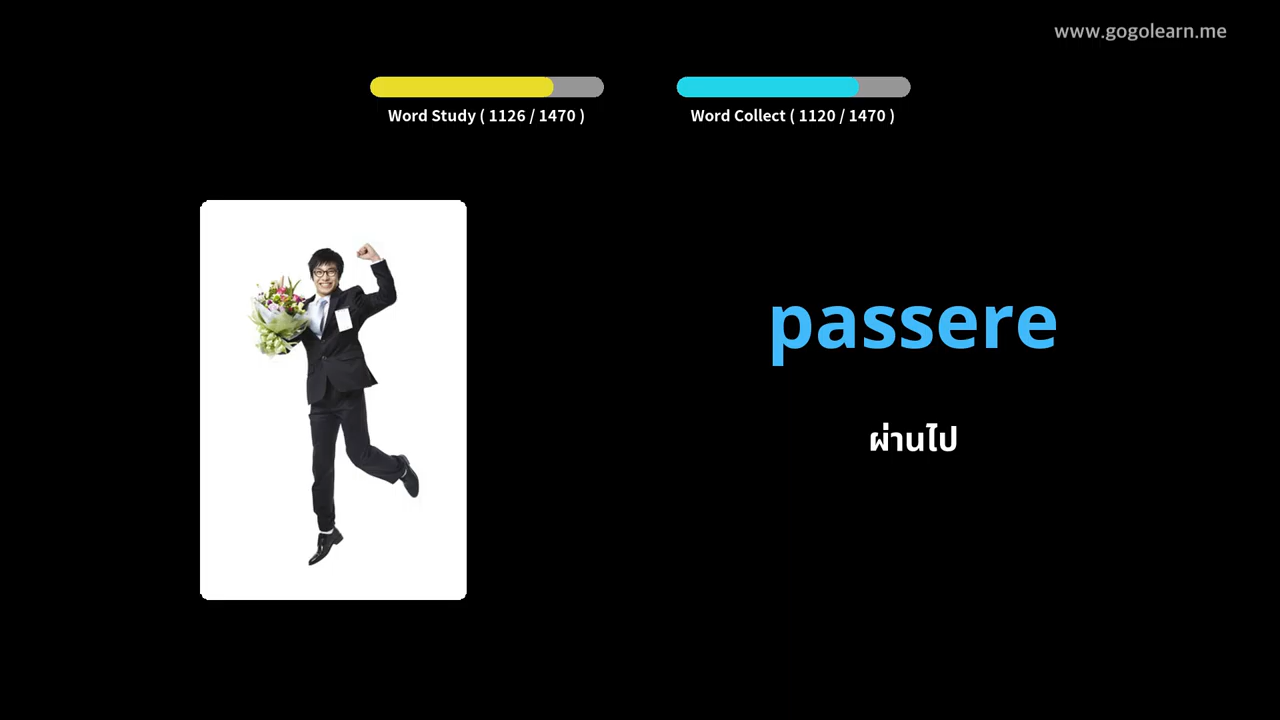 www.gogolearn.me
Word Study ( 1126 / 1470 )
Word Collect ( 1120 / 1470 )
passere
ผ่านไป